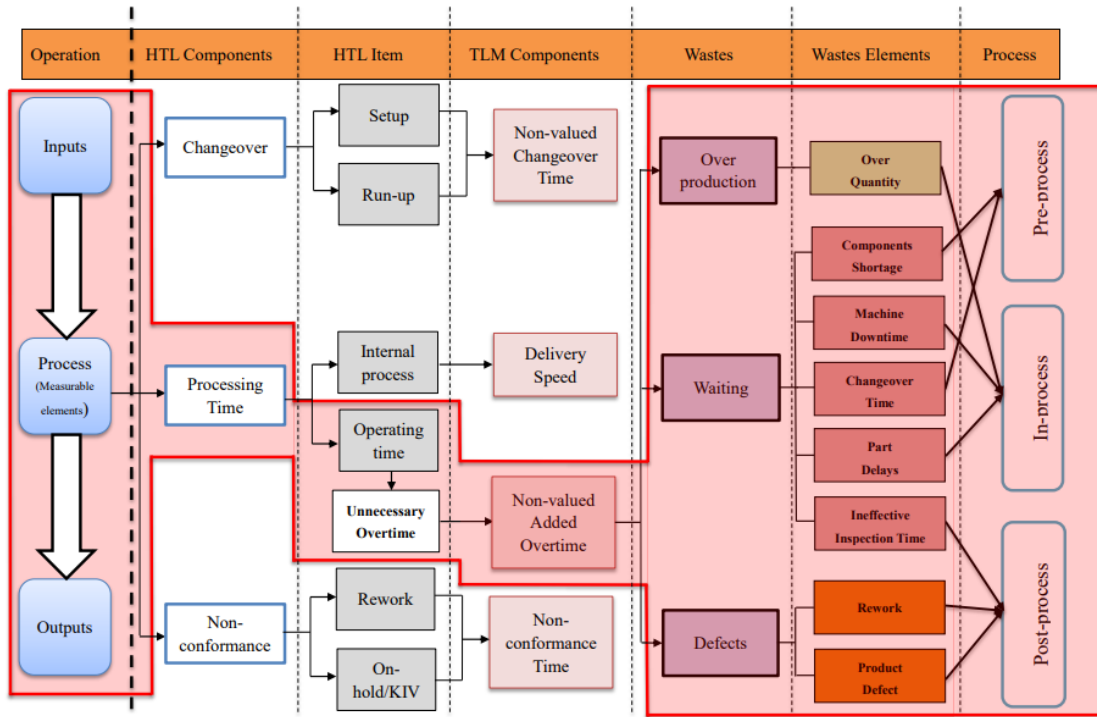 Operation
HTL Components
HTL Item
TLM Components
Wastes
Wastes Elements
Process
Inputs
Process
(Measurable
elements)
Outputs
Changeover
Processing
Time
Non-
conformance
Setup
Run-up
Internal
process
Operating
time
Unnecessary
Overtime
Rework
On-
hold/KIV
Non-valued
Changeover
Time
Delivery
Speed
Non-valued
Added
Overtime
Non-
conformance
Time
Over
production
Waiting
Defects
Over
Quantity
Components
Shortage
Machine
Downtime
Changeover
Time
Part
Delays
Ineffective
Inspection Time
Rework
Product
Defect
Pre-process
In-process
Post-process